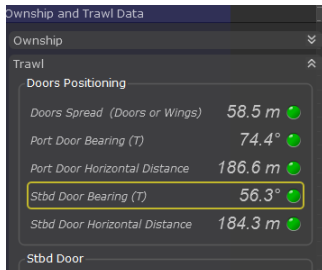 Ownship and Trawl Data
Ownship
Trawl
Doors Positioning
Doors Spread (Doors or Wings) 58.5 m
Port Door Bearing (T) 74.4°
Port Door Horizontal Distance 186.6 m
Stbd Door Bearing (T) 56.3°
Stbd Door Horizontal Distance 184.3 m
Stbd Door